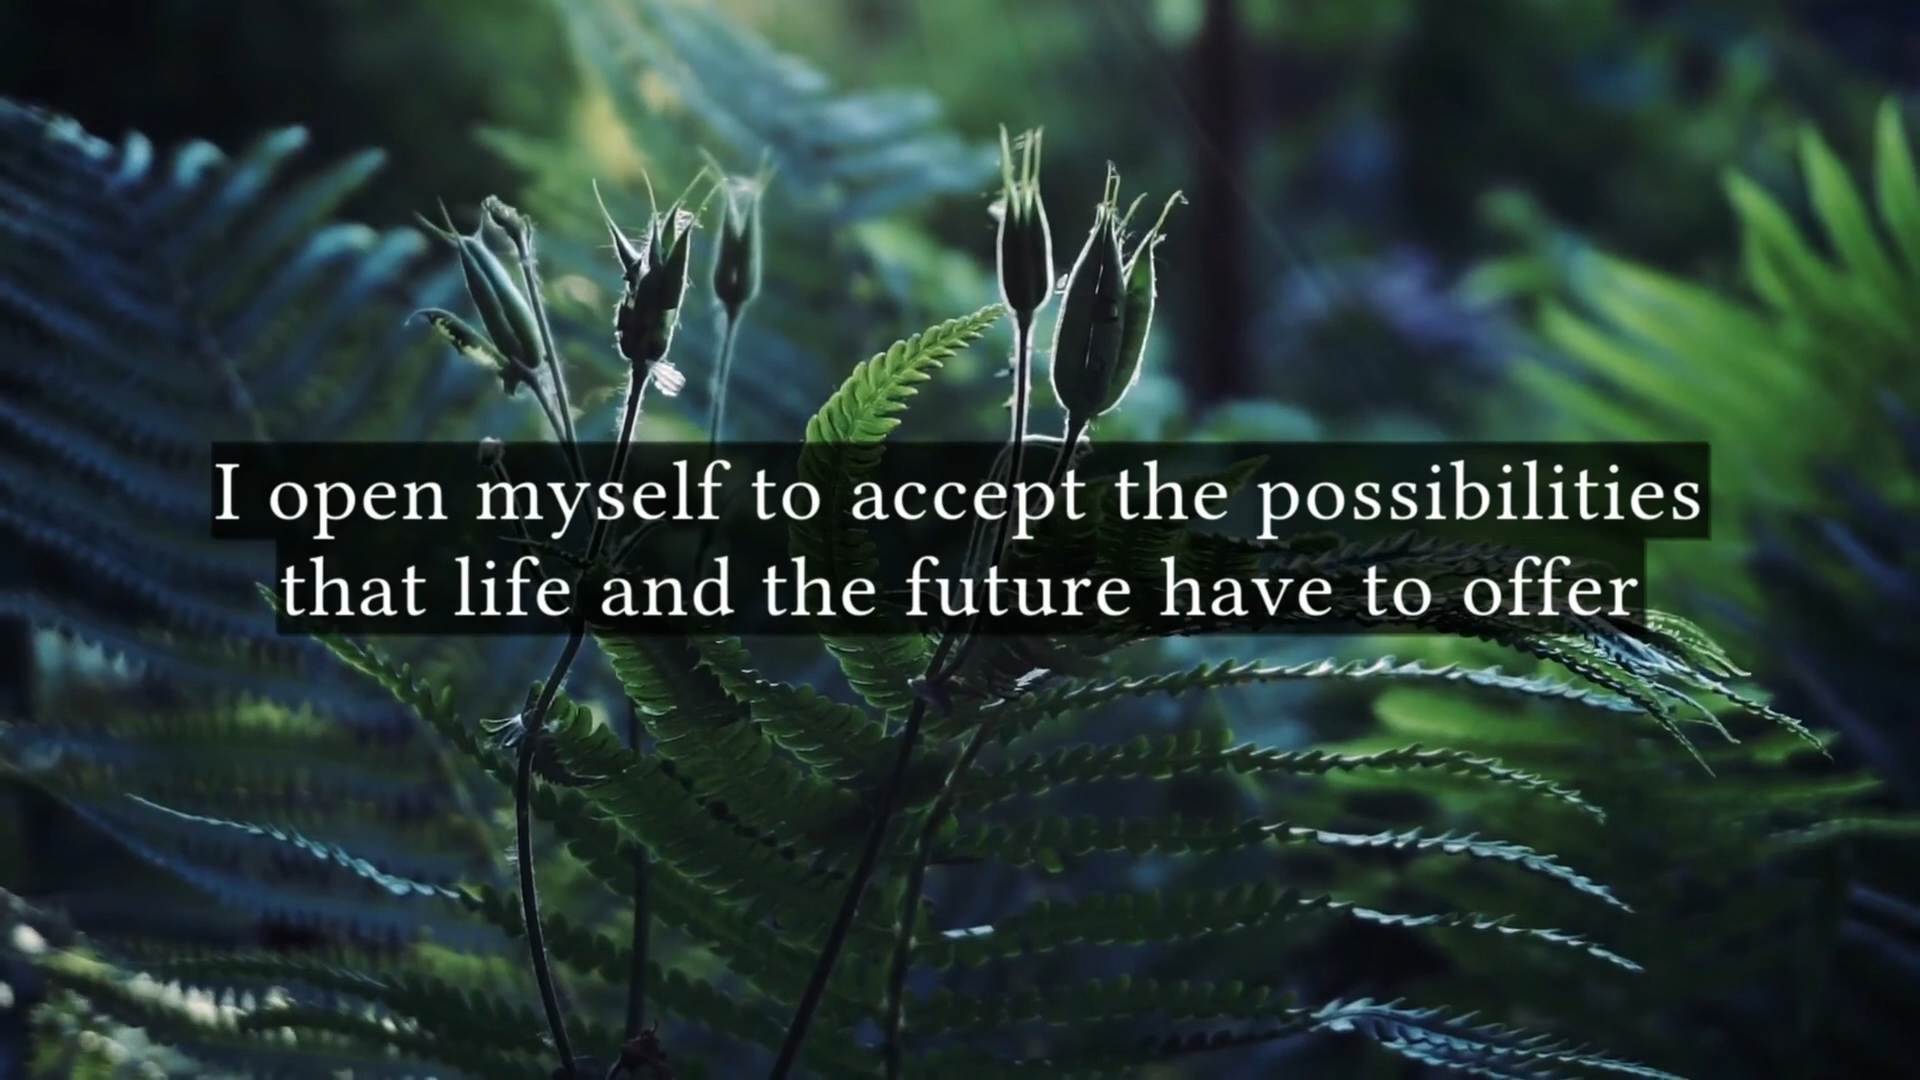 I open myself to accept the possibilities
that life and the future have to offer